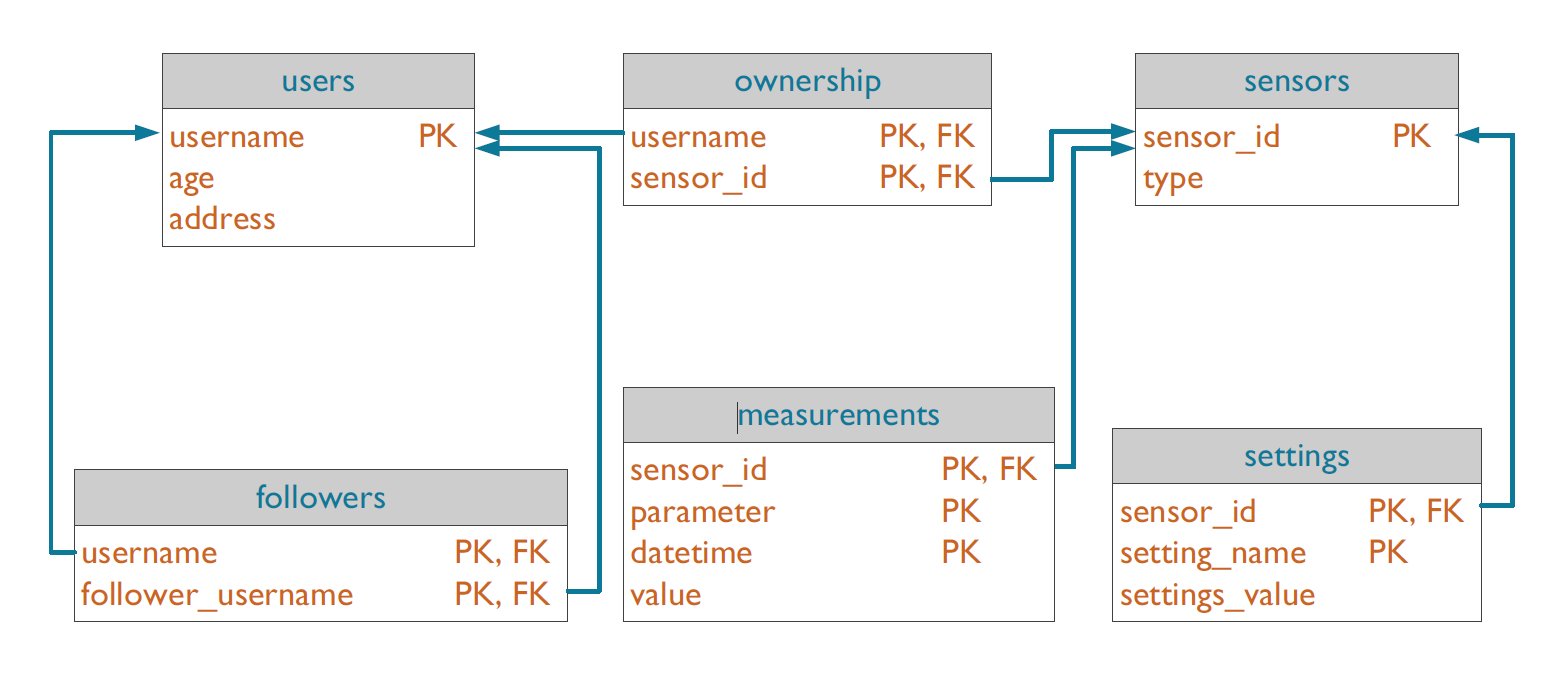 users
username PK
age
address
ownership
username PK, FK
sensor_id PK, FK
sensors
sensor_id PK
type
followers
username PK, FK
follower_username PK, FK
measurements
sensor_id PK, FK
parameter PK
datetime PK
value
settings
sensor_id PK, FK
setting_name PK
settings_value